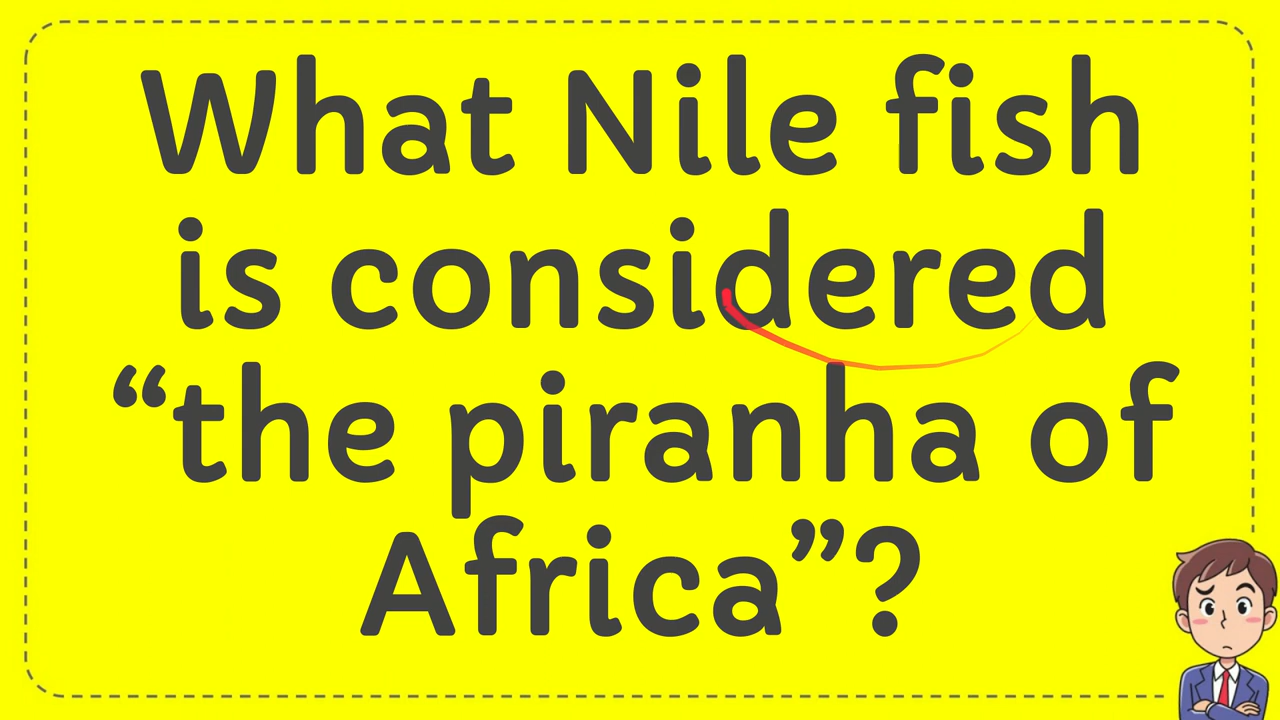 What Nile fish
is considered
“the piranha of
Africa”?